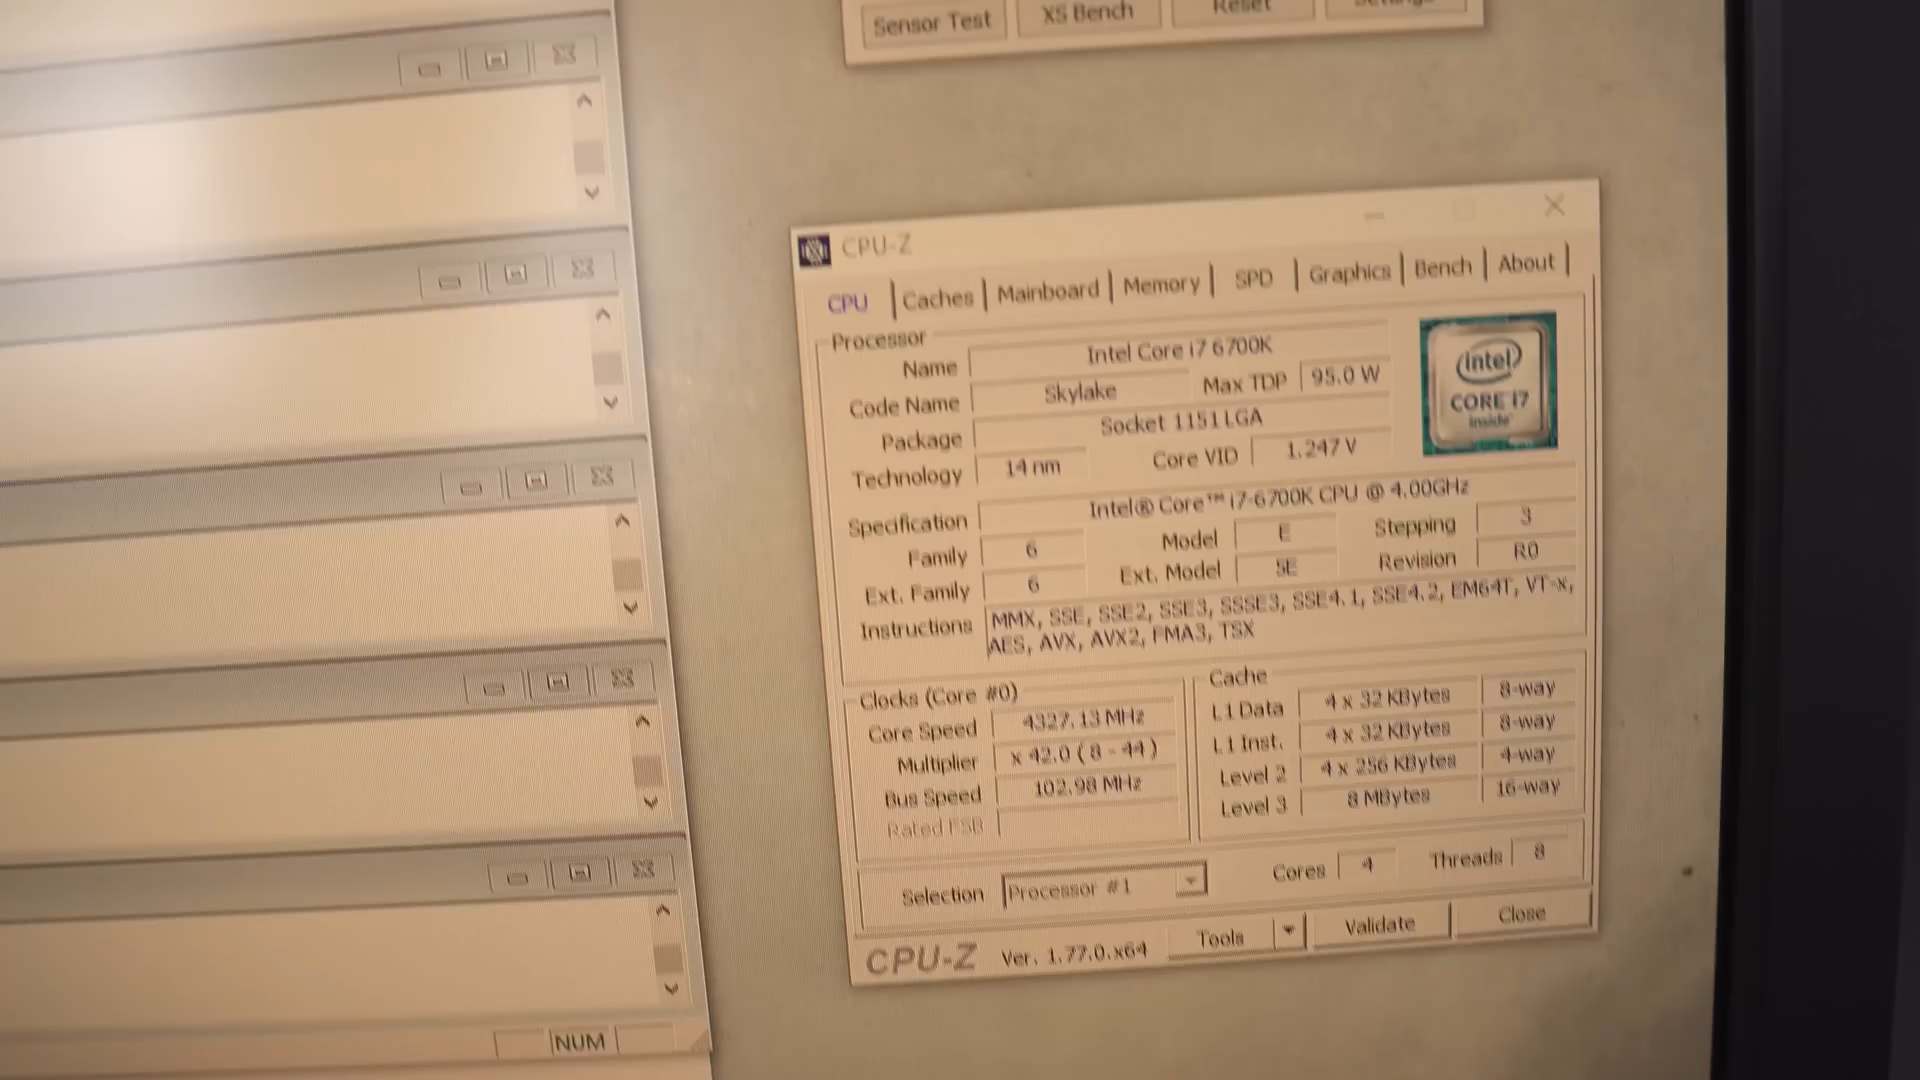 Sensor Test XS Bench Reset Settings
CPU-Z
CPU Caches Mainboard Memory SPD Graphics Bench About
Processor
Name Intel Core i7 6700K
Code Name Skylake Max TDP 95.0 W
Package Socket 1151 LGA
Technology 14 nm Core VID 1.247 V
intel
CORE i7
inside
Specification Intel® Core™ i7-6700K CPU @ 4.00GHz
Family 6 Model E Stepping 3
Ext. Family 6 Ext. Model 5E Revision R0
Instructions MMX, SSE, SSE2, SSE3, SSSE3, SSE4.1, SSE4.2, EM64T, VT-x,
AES, AVX, AVX2, FMA3, TSX
Clocks (Core #0)
Core Speed 4327.13 MHz
Multiplier x 42.0 ( 8 - 44 )
Bus Speed 102.98 MHz
Rated FSB
Cache
L1 Data 4 x 32 KBytes 8-way
L1 Inst. 4 x 32 KBytes 8-way
Level 2 4 x 256 KBytes 4-way
Level 3 8 MBytes 16-way
Selection Processor #1 Cores 4 Threads 8
CPU-Z Ver. 1.77.0.x64 Tools Validate Close
NUM